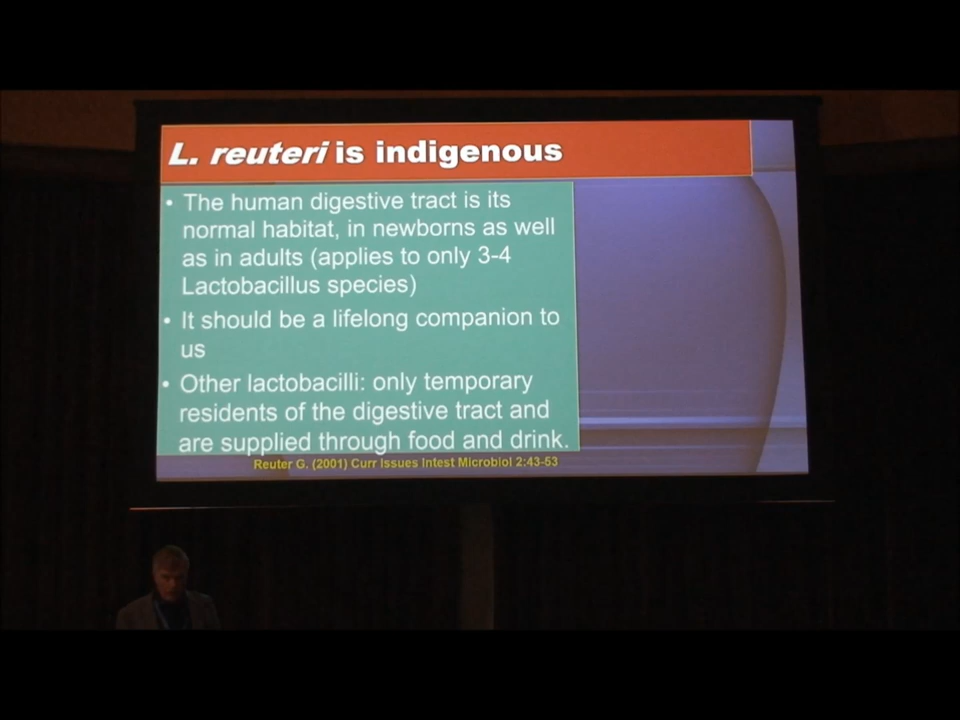 L. reuteri is indigenous
• The human digestive tract is its
normal habitat, in newborns as well
as in adults (applies to only 3-4
Lactobacillus species)
• It should be a lifelong companion to
us
• Other lactobacilli: only temporary
residents of the digestive tract and
are supplied through food and drink.
Reuter G. (2001) Curr Issues Intest Microbiol 2:43-53